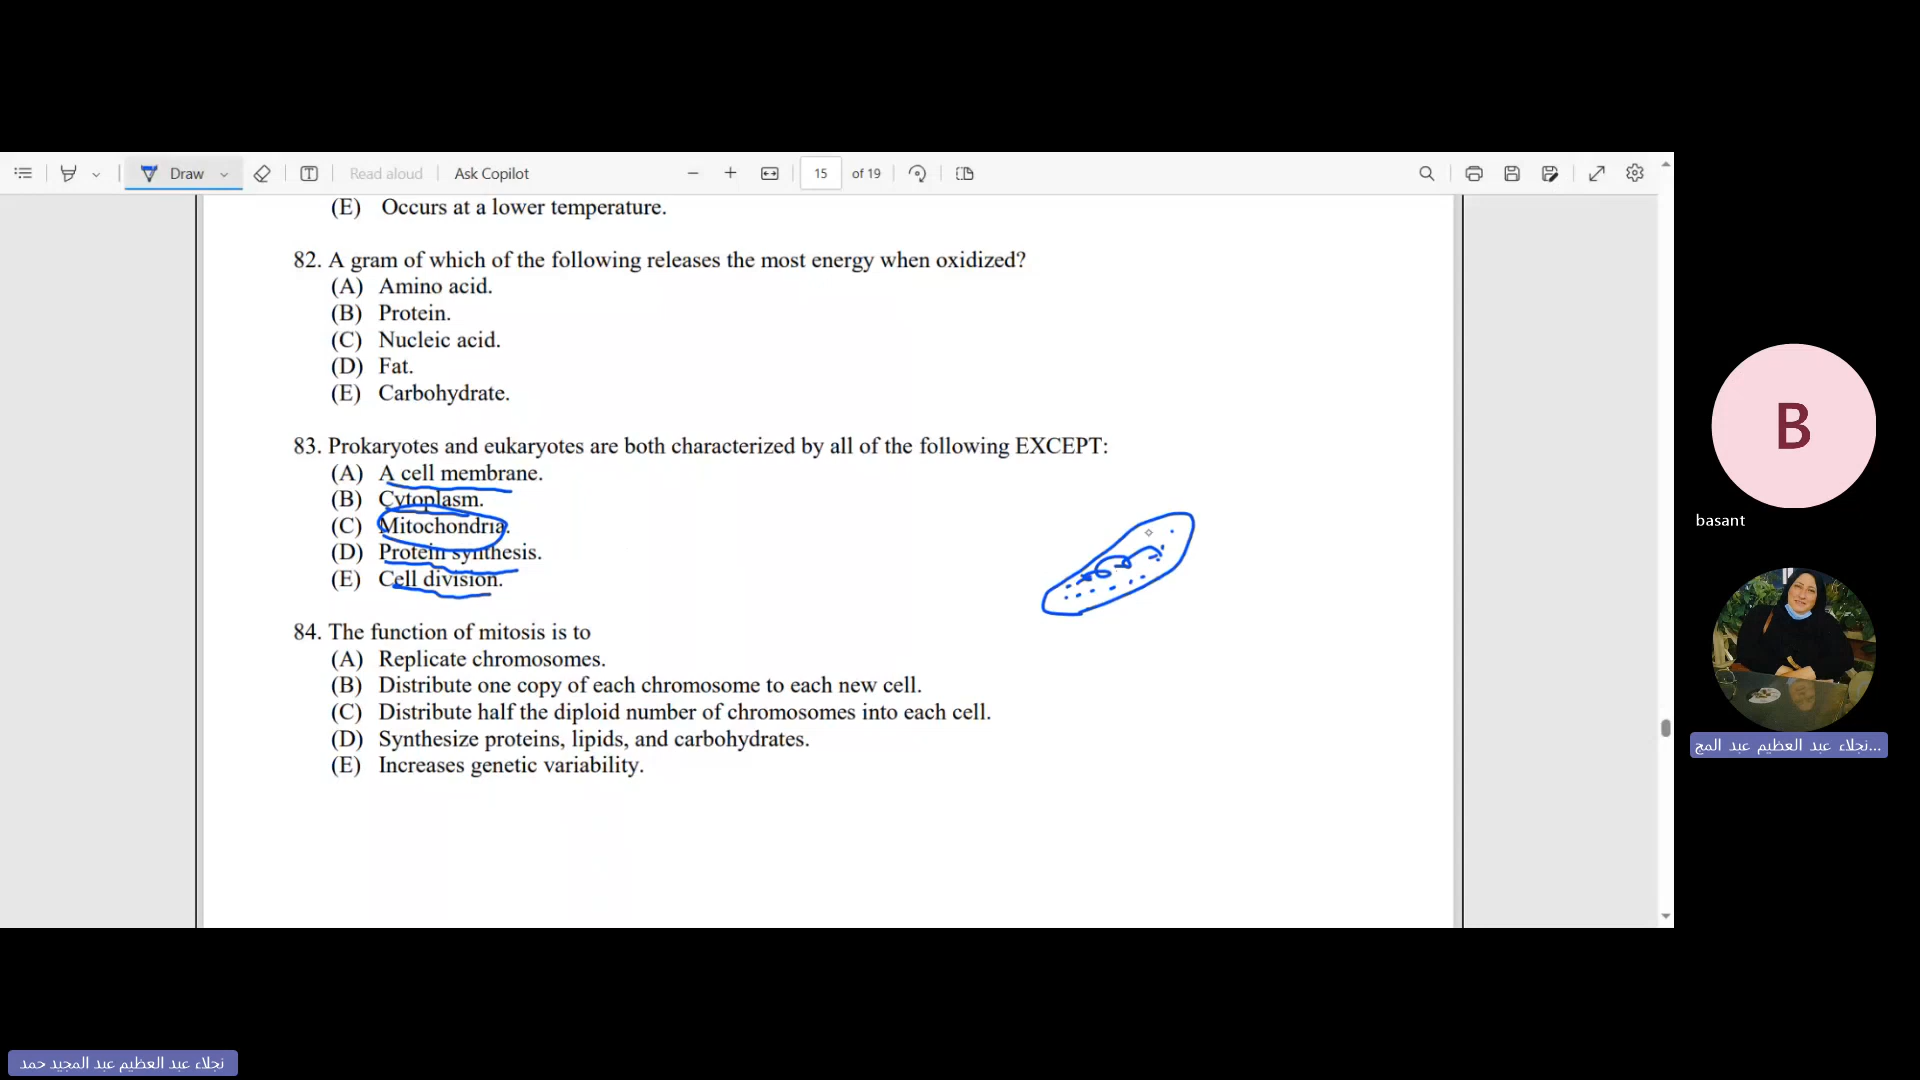 Draw
Read aloud
Ask Copilot
15 of 19
(E) Occurs at a lower temperature.
82. A gram of which of the following releases the most energy when oxidized?
(A) Amino acid.
(B) Protein.
(C) Nucleic acid.
(D) Fat.
(E) Carbohydrate.
83. Prokaryotes and eukaryotes are both characterized by all of the following EXCEPT:
(A) A cell membrane.
(B) Cytoplasm.
(C) Mitochondria.
(D) Protein synthesis.
(E) Cell division.
84. The function of mitosis is to
(A) Replicate chromosomes.
(B) Distribute one copy of each chromosome to each new cell.
(C) Distribute half the diploid number of chromosomes into each cell.
(D) Synthesize proteins, lipids, and carbohydrates.
(E) Increases genetic variability.
B
basant
نجلاء عبد العظيم عبد المج...
نجلاء عبد العظيم عبد المجيد حمد